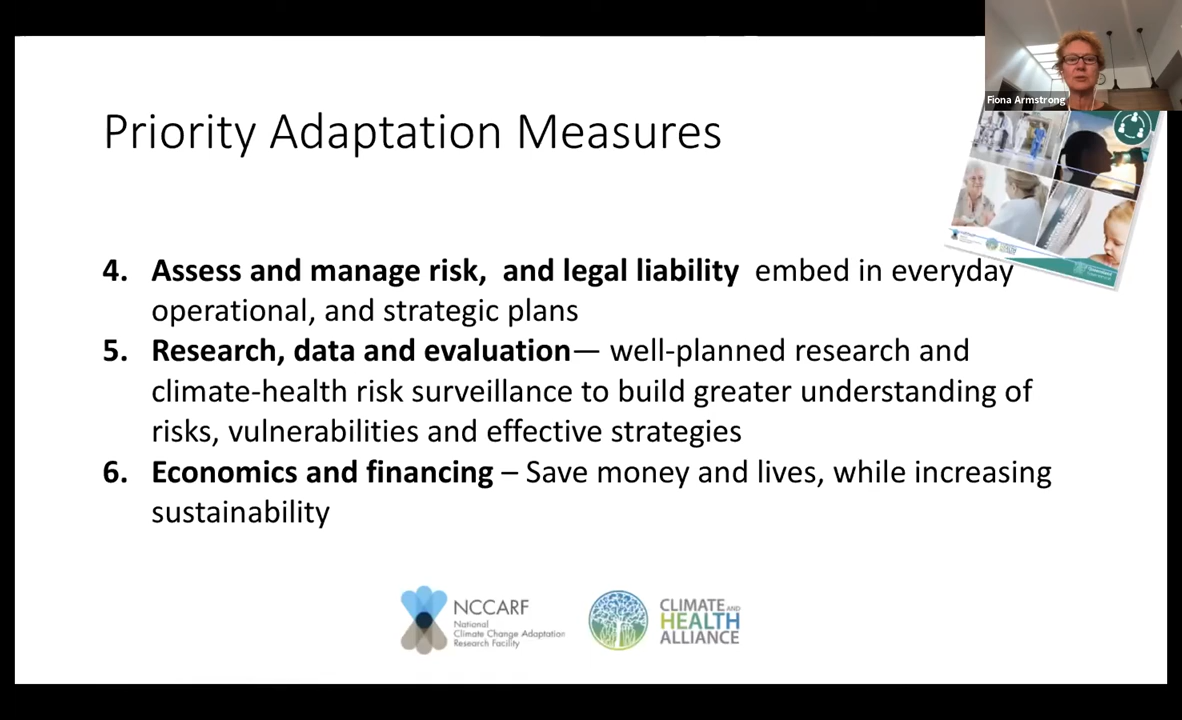 Fiona Armstrong
Priority Adaptation Measures
4. Assess and manage risk,  and legal liability  embed in everyday
operational, and strategic plans
5. Research, data and evaluation— well-planned research and
climate-health risk surveillance to build greater understanding of
risks, vulnerabilities and effective strategies
6. Economics and financing – Save money and lives, while increasing
sustainability
NCCARF
National
Climate Change Adaptation
Research Facility
CLIMATE AND
HEALTH
ALLIANCE